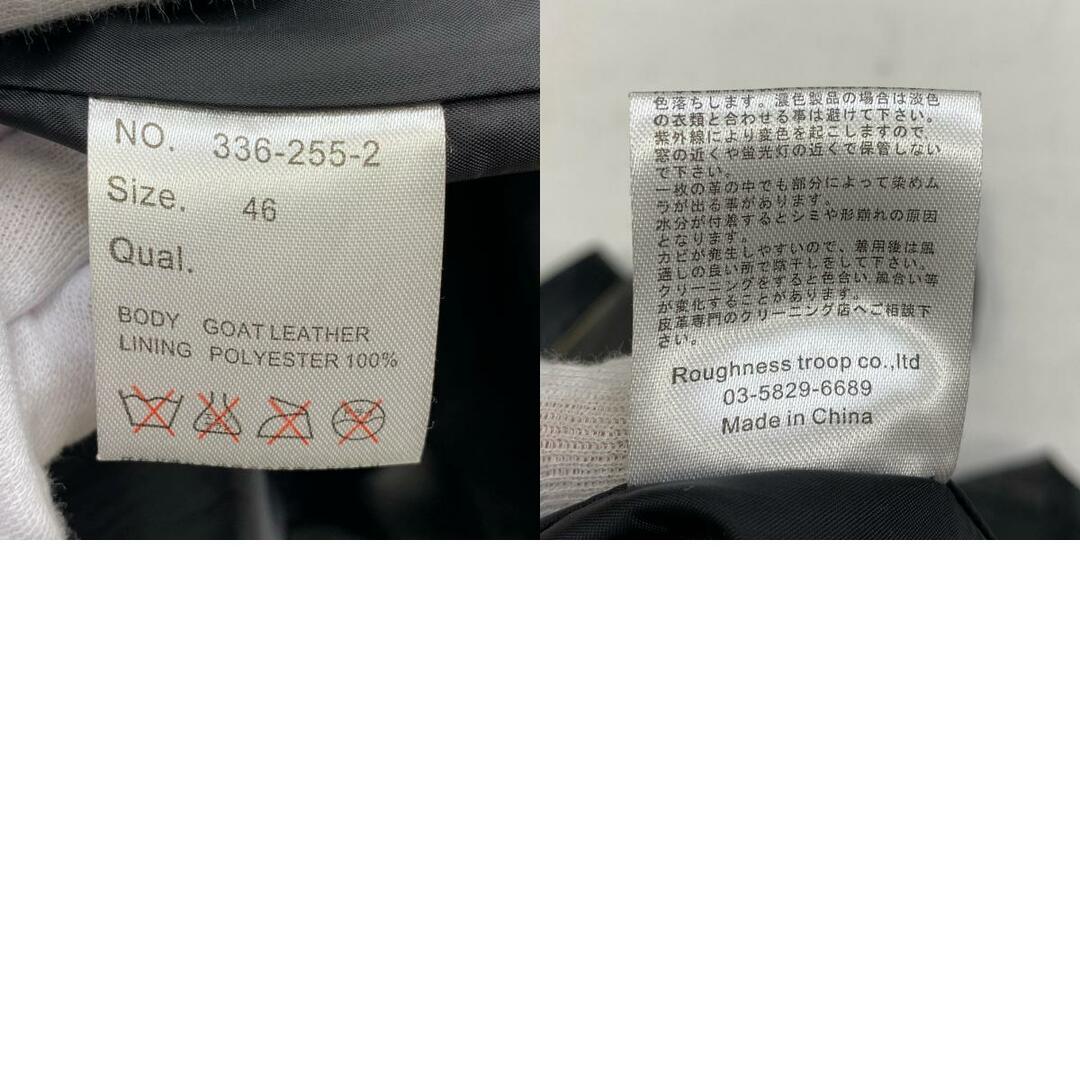 NO. 336-255-2
Size. 46
Qual.
BODY GOAT LEATHER
LINING POLYESTER 100%
色落ちします。濃色製品の場合は淡色
の衣類と合わせる事は避けて下さい。
紫外線により変色を起こしますので、
窓の近くや蛍光灯の近くで保管しない
で下さい。
一枚の革の中でも部分によって染めム
ラが出る事があります。
水分が付着するとシミや形崩れの原因
となります。
カビが発生しやすいので、着用後は風
通しの良い所で陰干しをして下さい。
クリーニングをすると色合い、風合い等
が変化することがあります。
皮革専門のクリーニング店へご相談下
さい。
Roughness troop co.,ltd
03-5829-6689
Made in China